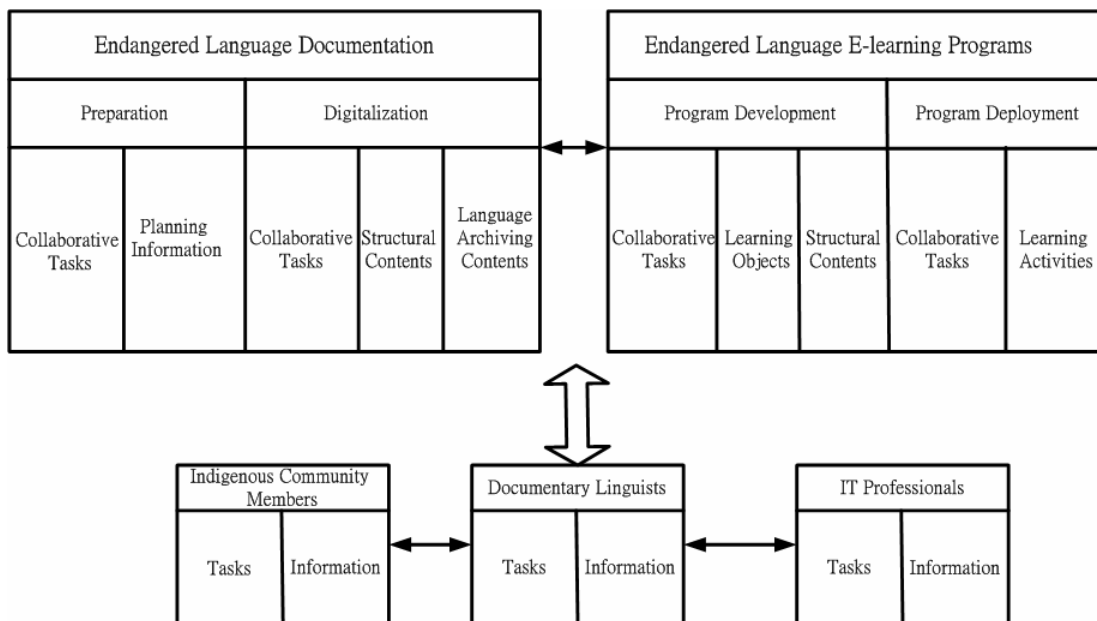 Endangered Language Documentation
Endangered Language E-learning Programs
Preparation
Digitalization
Program Development
Program Deployment
Collaborative
Tasks
Planning
Information
Collaborative
Tasks
Structural
Contents
Language
Archiving
Contents
Collaborative
Tasks
Learning
Objects
Structural
Contents
Collaborative
Tasks
Learning
Activities
Indigenous Community
Members
Documentary Linguists
IT Professionals
Tasks
Information
Tasks
Information
Tasks
Information